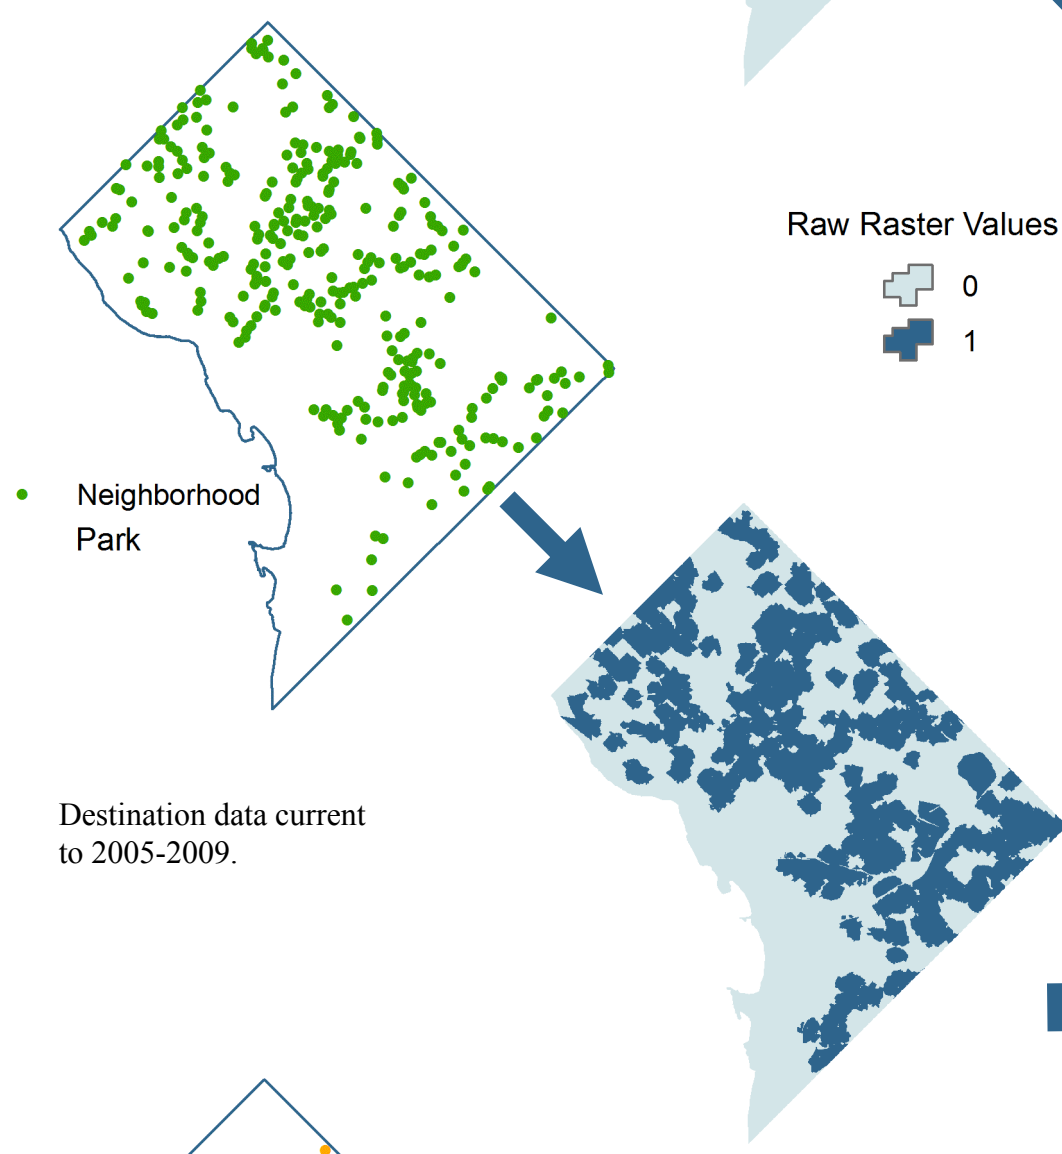 Raw Raster Values
0
1
Neighborhood
Park
Destination data current
to 2005-2009.